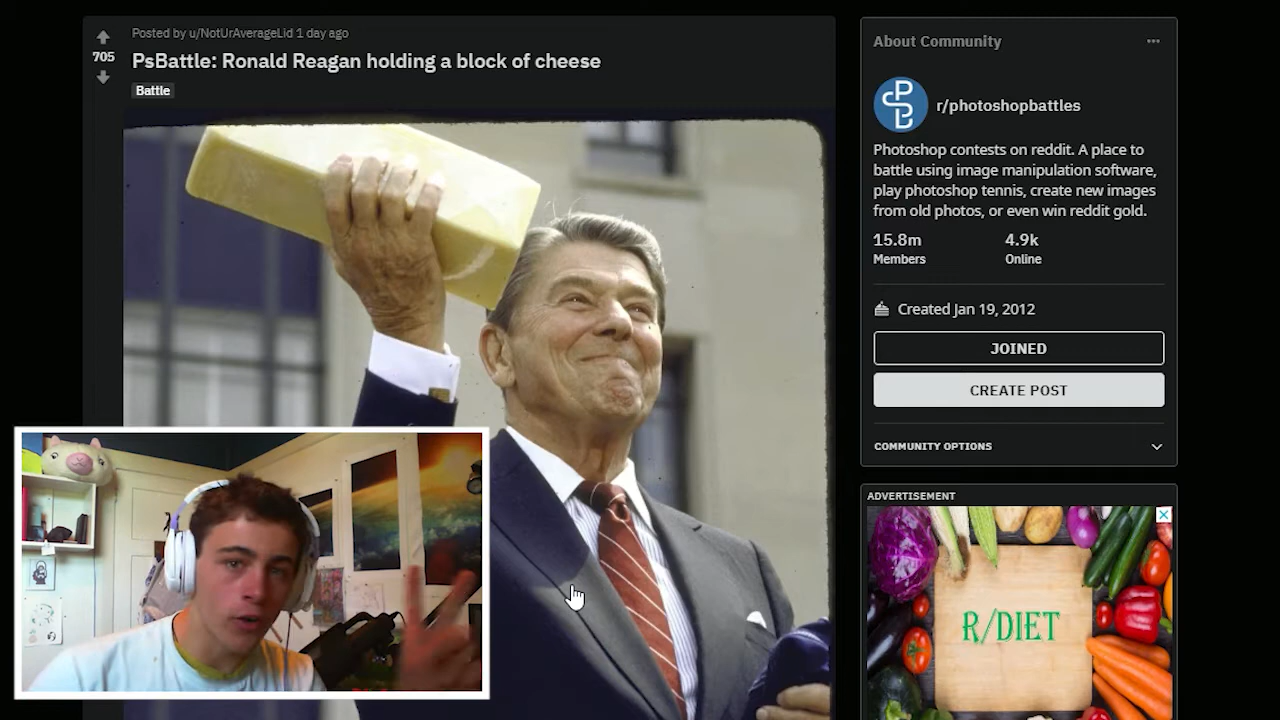 Posted by u/NotUrAverageLid 1 day ago
705
PsBattle: Ronald Reagan holding a block of cheese
Battle
About Community
r/photoshopbattles
Photoshop contests on reddit. A place to
battle using image manipulation software,
play photoshop tennis, create new images
from old photos, or even win reddit gold.
15.8m
4.9k
Members
Online
Created Jan 19, 2012
JOINED
CREATE POST
COMMUNITY OPTIONS
ADVERTISEMENT
R/DIET